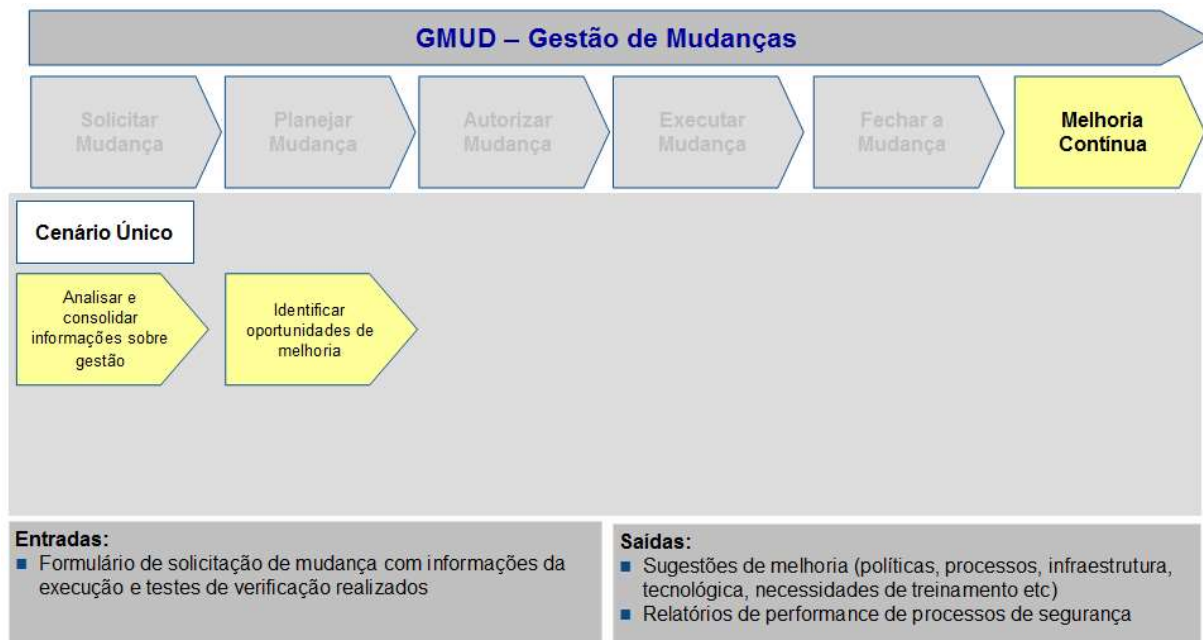 GMUD – Gestão de Mudanças
Solicitar
Mudança
Planejar
Mudança
Autorizar
Mudança
Executar
Mudança
Fechar a
Mudança
Melhoria
Contínua
Cenário Único
Analisar e
consolidar
informações sobre
gestão
Identificar
oportunidades de
melhoria
Entradas:
Formulário de solicitação de mudança com informações da
execução e testes de verificação realizados
Saídas:
Sugestões de melhoria (políticas, processos, infraestrutura,
tecnológica, necessidades de treinamento etc)
Relatórios de performance de processos de segurança